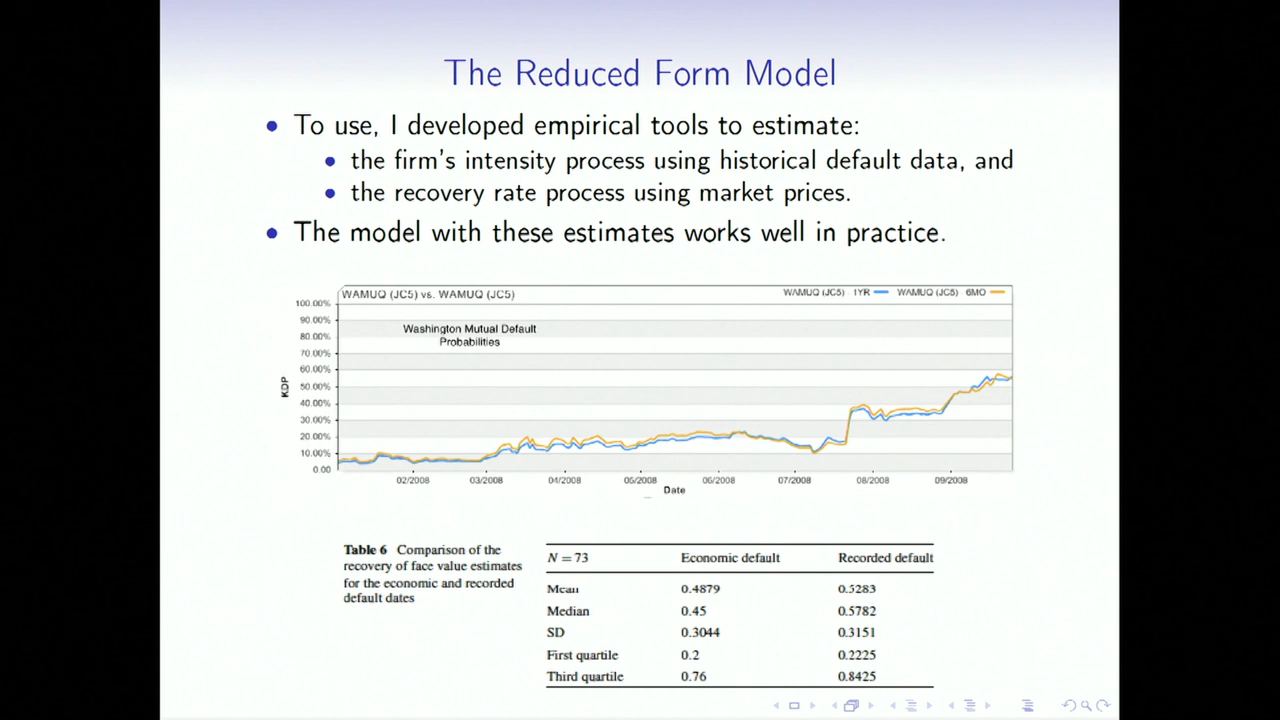 The Reduced Form Model
• To use, I developed empirical tools to estimate:
• the firm's intensity process using historical default data, and
• the recovery rate process using market prices.
• The model with these estimates works well in practice.
WAMUQ (JC5) vs. WAMUQ (JC5)
WAMUQ (JC5) - 1YR
WAMUQ (JC5) - 6MO
Washington Mutual Default
Probabilities
100.00%
90.00%
80.00%
70.00%
60.00%
50.00%
40.00%
30.00%
20.00%
10.00%
0.00
KDP
02/2008 03/2008 04/2008 05/2008 06/2008 07/2008 08/2008 09/2008
Date
Table 6 Comparison of the
recovery of face value estimates
for the economic and recorded
default dates
N = 73 Economic default Recorded default
Mean 0.4879 0.5283
Median 0.45 0.5782
SD 0.3044 0.3151
First quartile 0.2 0.2225
Third quartile 0.76 0.8425